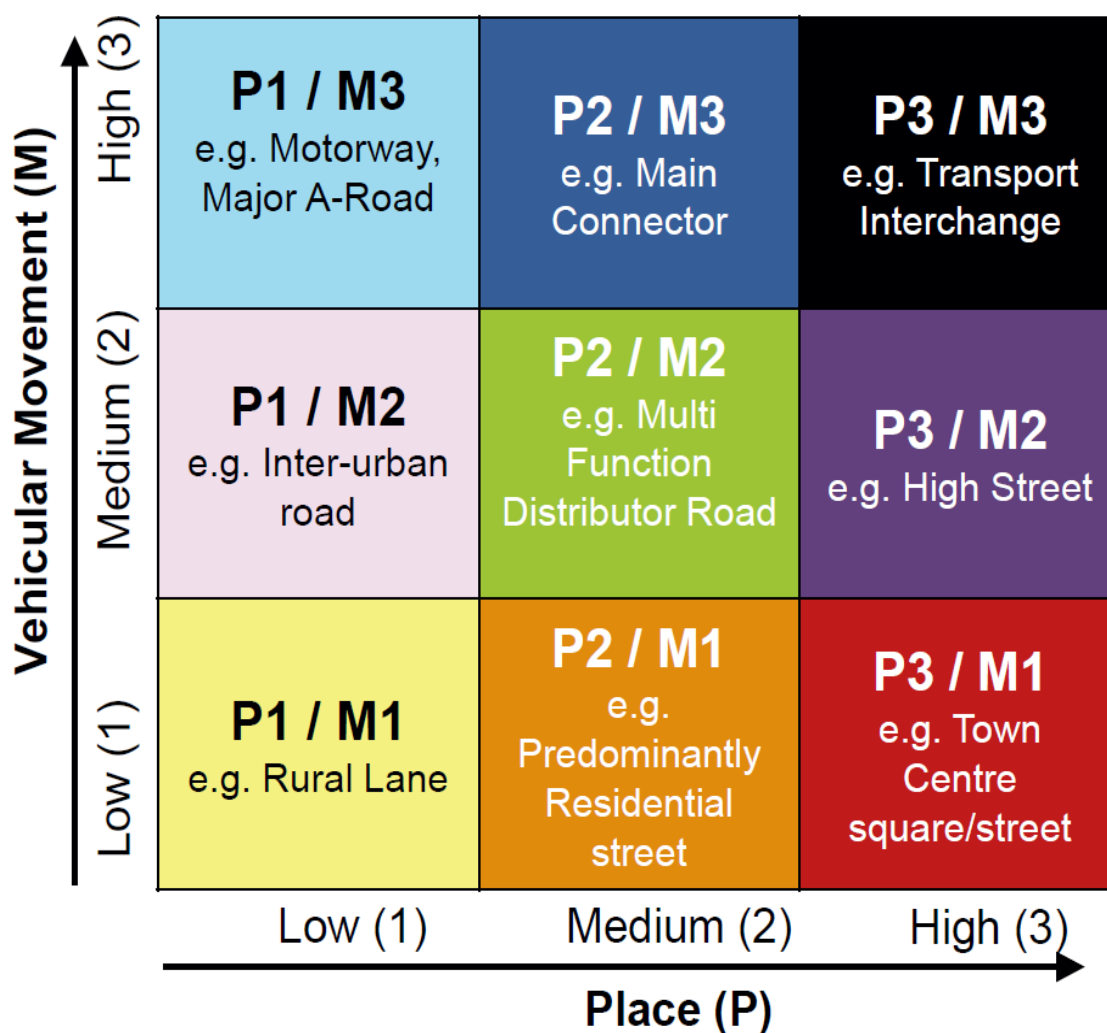 Vehicular Movement (M)
High (3)
Medium (2)
Low (1)
P1 / M3
e.g. Motorway,
Major A-Road
P2 / M3
e.g. Main
Connector
P3 / M3
e.g. Transport
Interchange
P1 / M2
e.g. Inter-urban
road
P2 / M2
e.g. Multi
Function
Distributor Road
P3 / M2
e.g. High Street
P1 / M1
e.g. Rural Lane
P2 / M1
e.g.
Predominantly
Residential
street
P3 / M1
e.g. Town
Centre
square/street
Low (1)
Medium (2)
High (3)
Place (P)